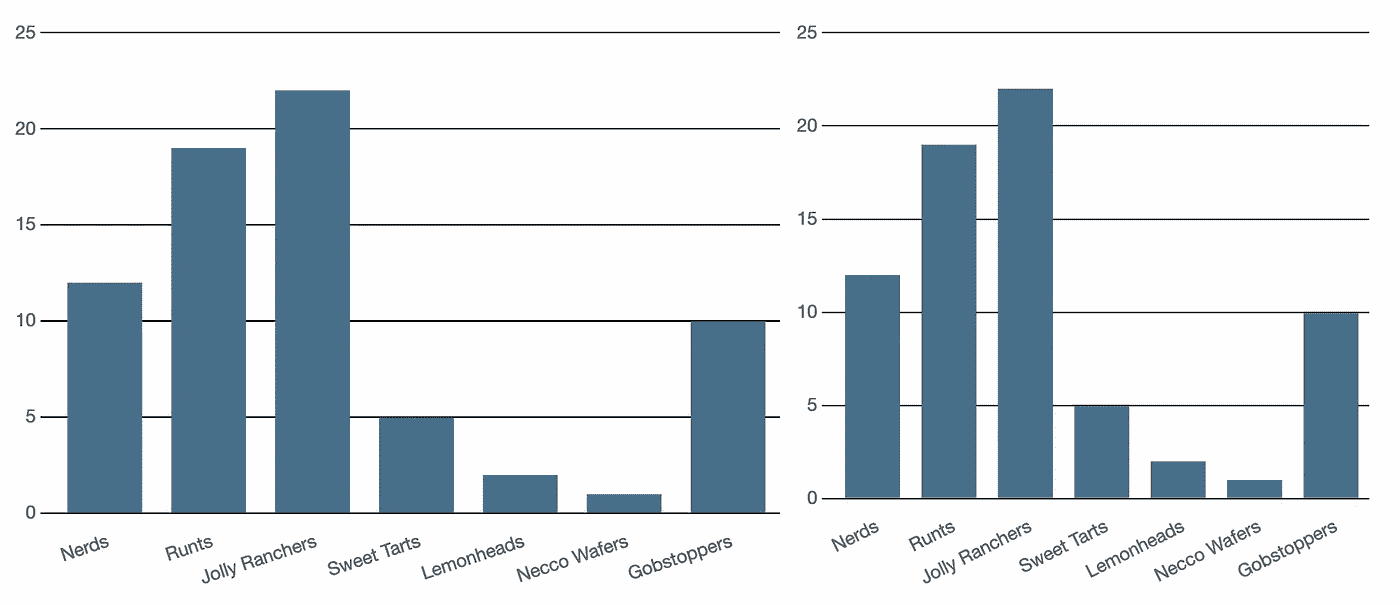 25
20
15
10
5
0
Nerds
Runts
Jolly Ranchers
Sweet Tarts
Lemonheads
Necco Wafers
Gobstoppers
25
20
15
10
5
0
Nerds
Runts
Jolly Ranchers
Sweet Tarts
Lemonheads
Necco Wafers
Gobstoppers